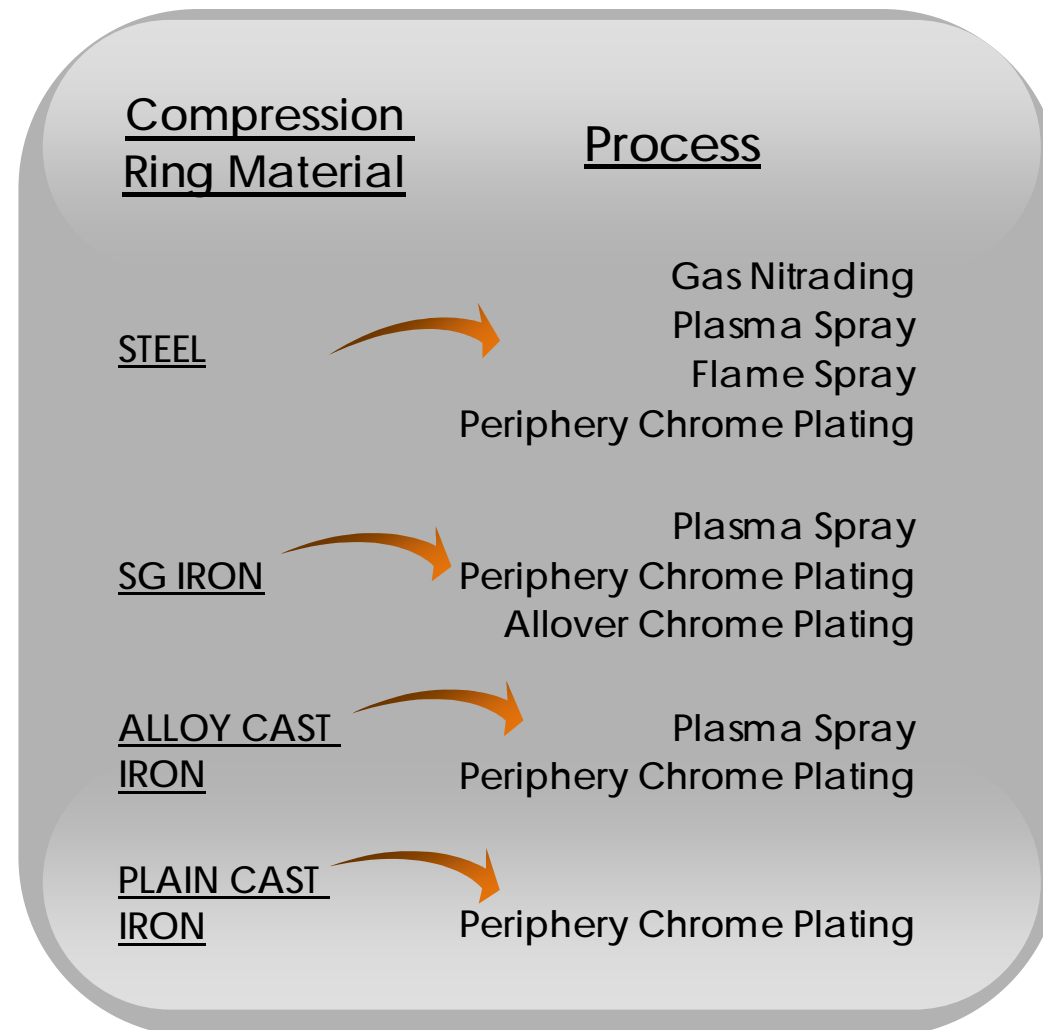 Compression
Ring Material
Process
STEEL
Gas Nitrading
Plasma Spray
Flame Spray
Periphery Chrome Plating
SG IRON
Plasma Spray
Periphery Chrome Plating
Allover Chrome Plating
ALLOY CAST
IRON
Plasma Spray
Periphery Chrome Plating
PLAIN CAST
IRON
Periphery Chrome Plating